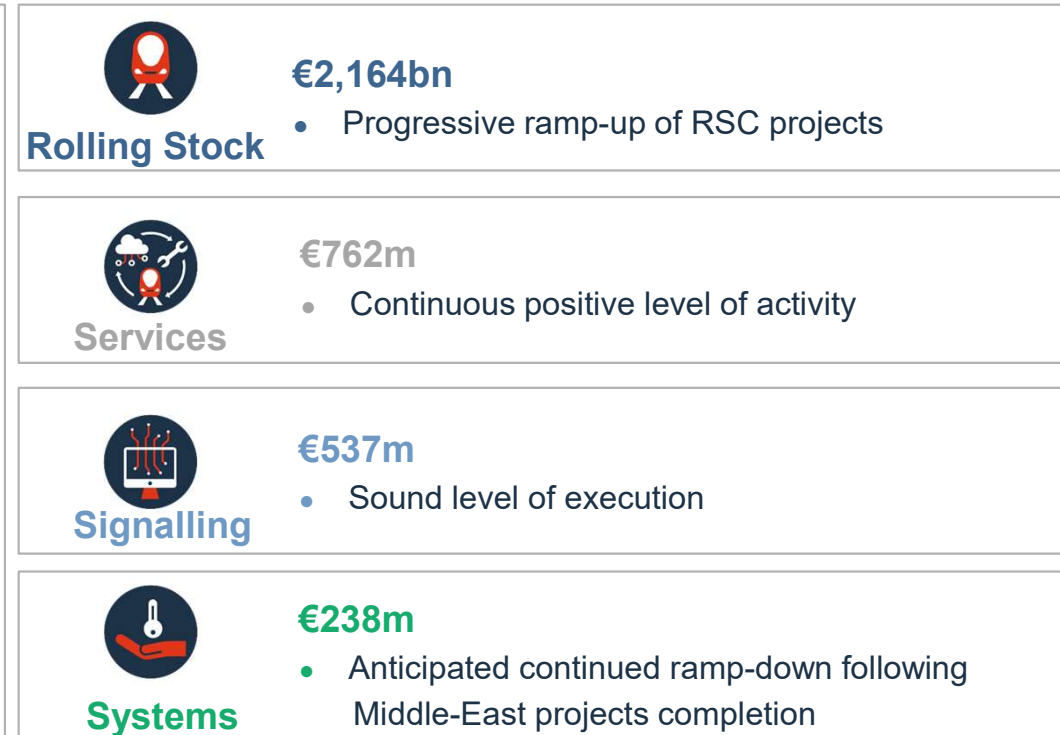 €2,164bn
• Progressive ramp-up of RSC projects
Rolling Stock
€762m
• Continuous positive level of activity
Services
€537m
• Sound level of execution
Signalling
€238m
• Anticipated continued ramp-down following
Middle-East projects completion
Systems